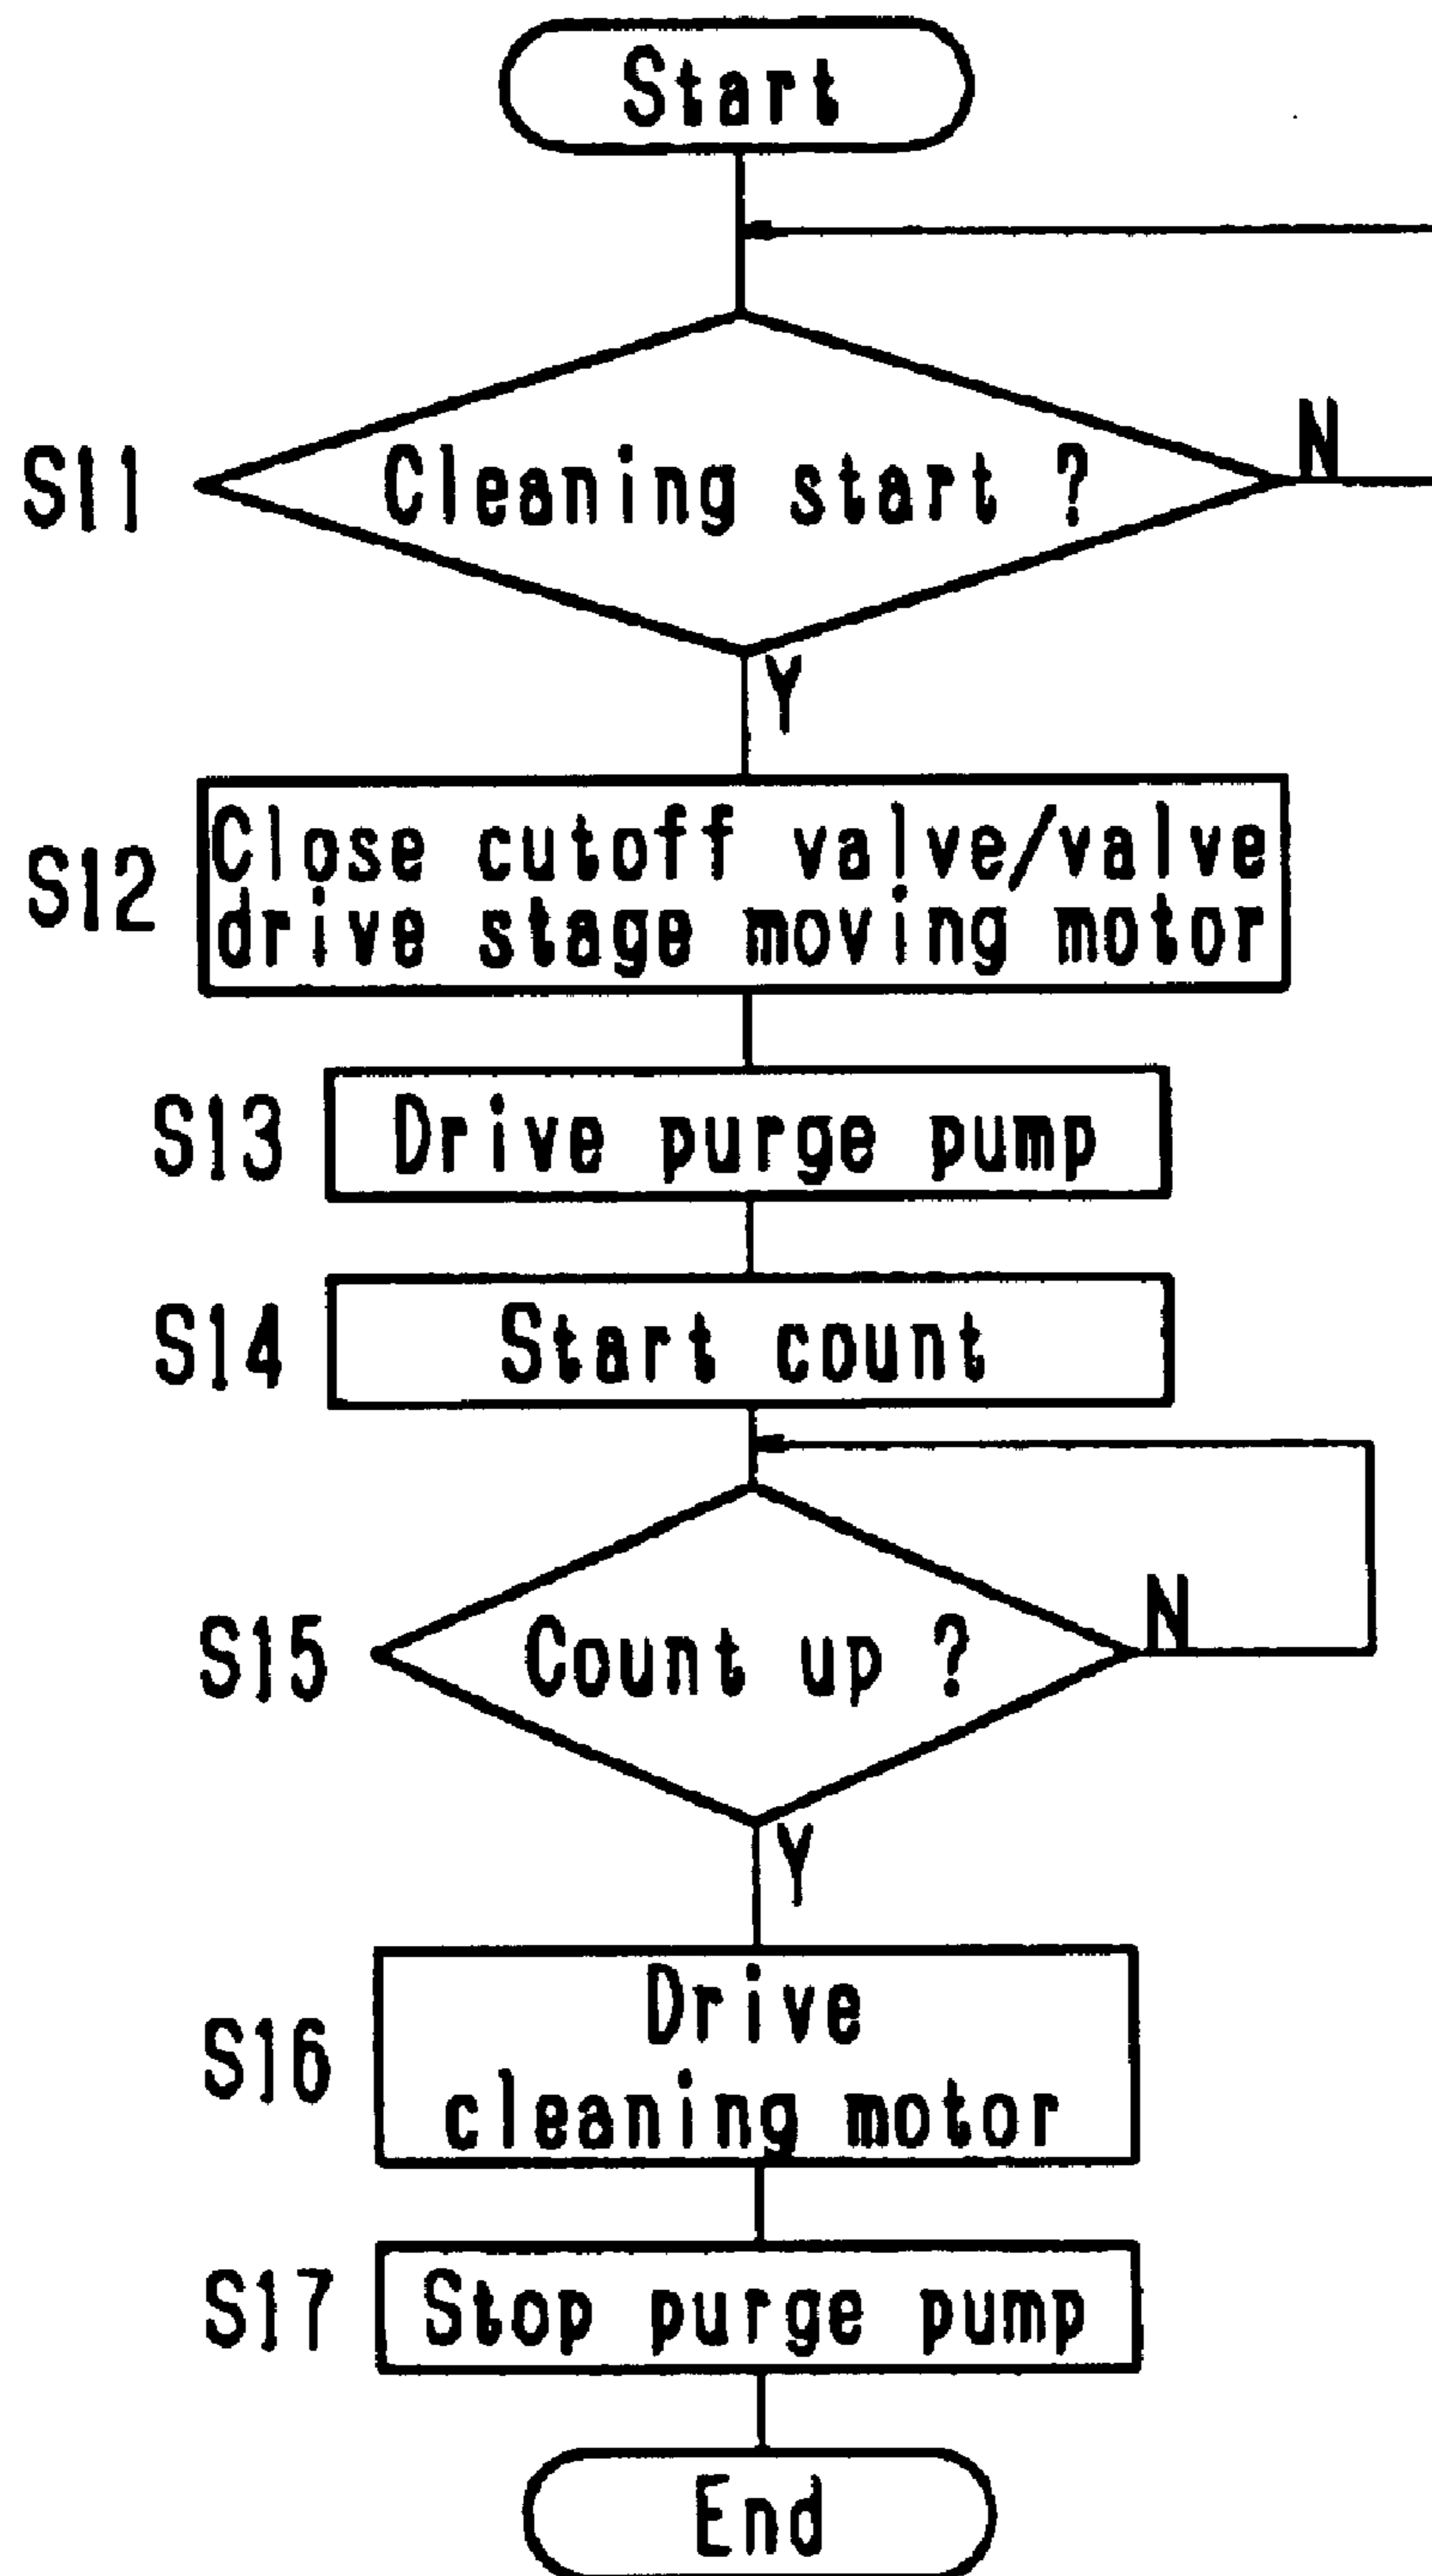 Start
S11
Cleaning start ?
N
Y
S12
Close cutoff valve/valve
drive stage moving motor
S13
Drive purge pump
S14
Start count
S15
Count up ?
N
Y
S16
Drive
cleaning motor
S17
Stop purge pump
End